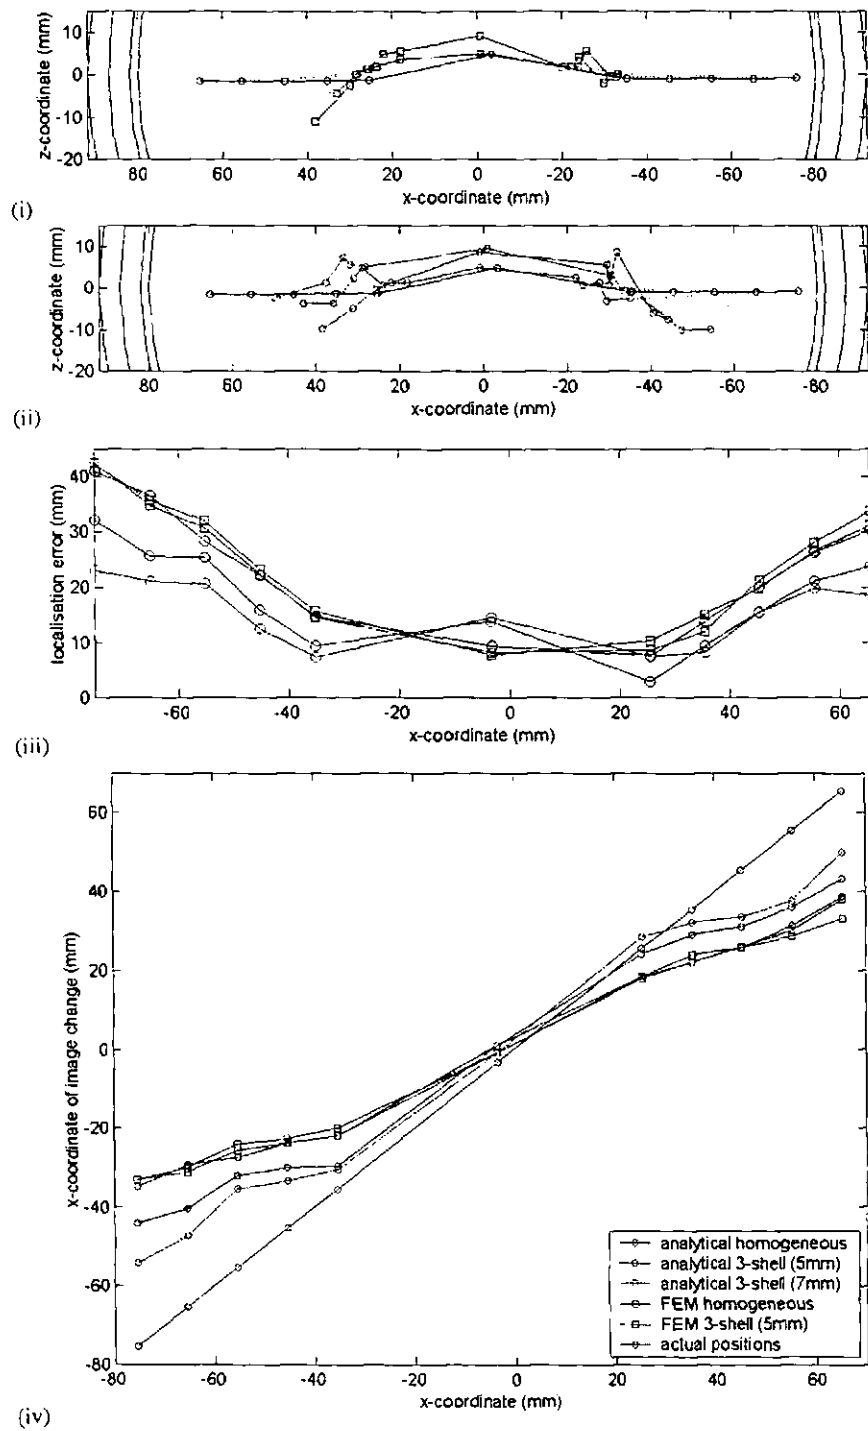 z-coordinate (mm)
10
0
-10
-20
80 60 40 20 0 -20 -40 -60 -80
x-coordinate (mm)
(i)
z-coordinate (mm)
10
0
-10
-20
80 60 40 20 0 -20 -40 -60 -80
x-coordinate (mm)
(ii)
localisation error (mm)
40
30
20
10
0
-60 -40 -20 0 20 40 60
x-coordinate (mm)
(iii)
x-coordinate of image change (mm)
60
40
20
0
-20
-40
-60
-80
-80 -60 -40 -20 0 20 40 60
x-coordinate (mm)
analytical homogeneous
analytical 3-shell (5mm)
analytical 3-shell (7mm)
FEM homogeneous
FEM 3-shell (5mm)
actual positions
(iv)